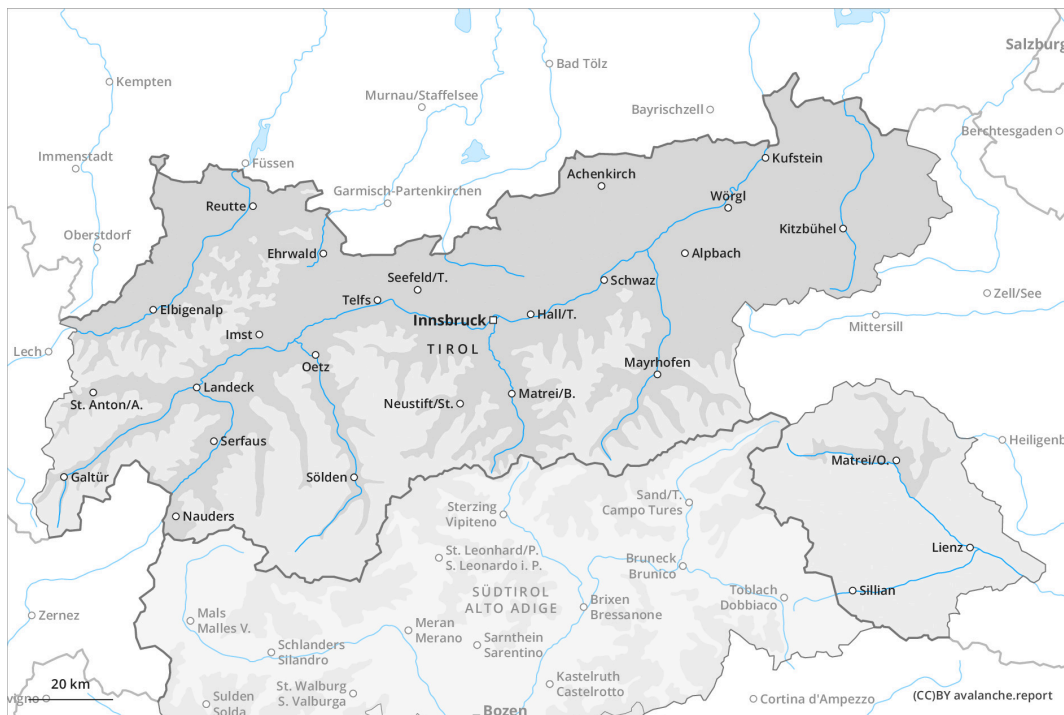 Salzburg
Kempten
Bad Tölz
Murnau/Staffelsee
Bayrischzell
Berchtesgaden
Immenstadt
Füssen
Kufstein
Garmisch-Partenkirchen
Achenkirch
Reutte
Wörgl
Oberstdorf
Kitzbühel
Ehrwald
Alpbach
Seefeld/T.
Schwaz
Zell/See
Telfs
Elbigenalp
Innsbruck
Hall/T.
Mittersill
Imst
TIROL
Lech
Oetz
Mayrhofen
Landeck
St. Anton/A.
Neustift/St.
Matrei/B.
Serfaus
Heiligenb
Matrei/O.
Galtür
Sölden
Sand/T.
Campo Tures
Nauders
Sterzing
Vipiteno
Lienz
St. Leonhard/P.
S. Leonardo i. P.
Bruneck
Brunico
SÜDTIROL
ALTO ADIGE
Toblach
Dobbiaco
Sillian
Brixen
Bressanone
Zernez
Mals
Malles V.
Meran
Merano
Sarnthein
Sarentino
Schlanders
Silandro
Kastelruth
Castelrotto
20 km
St. Walburg
S. Valburga
vigno
Sulden
Solda
Cortina d'Ampezzo
(CC)BY avalanche.report
Bozen